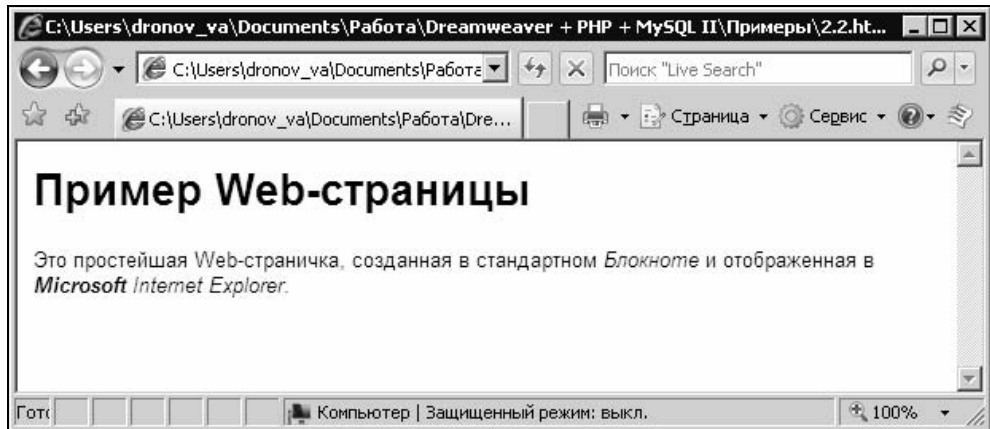 C:\Users\dronov_va\Documents\Работа\Dreamweaver + PHP + MySQL II\Примеры\2.2.ht...
C:\Users\dronov_va\Documents\Работа
Поиск "Live Search"
C:\Users\dronov_va\Documents\Работа\Dre...
Страница
Сервис
Пример Web-страницы
Это простейшая Web-страничка, созданная в стандартном Блокноте и отображенная в
Microsoft Internet Explorer.
Гото
Компьютер | Защищенный режим: выкл.
100%